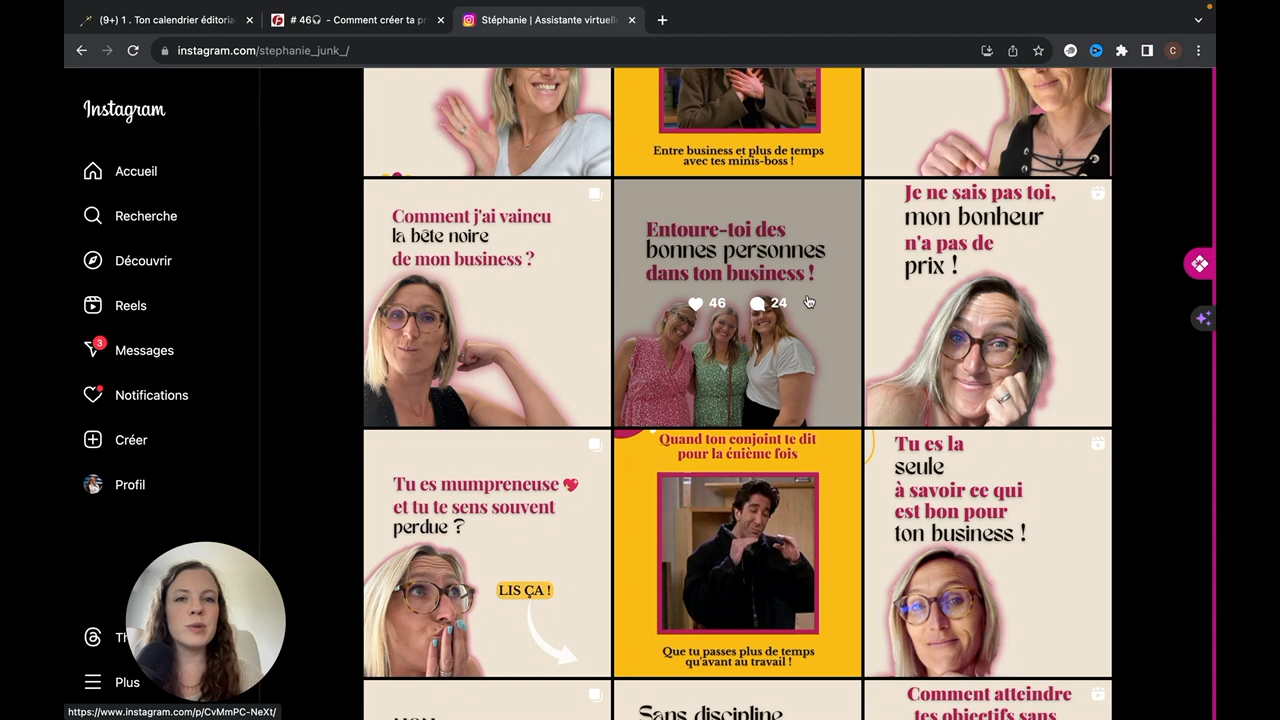 (9+) 1 . Ton calendrier éditoria
# 46🎧 - Comment créer ta pr
Stéphanie | Assistante virtuelle
instagram.com/stephanie_junk_/
C
Instagram
Accueil
Recherche
Découvrir
Reels
3
Messages
Notifications
Créer
Profil
Plus
https://www.instagram.com/p/CvMmPC-NeXt/
Entre business et plus de temps
avec tes minis-boss !
Comment j'ai vaincu
la bête noire
de mon business ?
Entoure-toi des
bonnes personnes
dans ton business !
46
24
Je ne sais pas toi,
mon bonheur
n'a pas de
prix !
Tu es mumpreneuse 💖
et tu te sens souvent
perdue ?
LIS ÇA !
Quand ton conjoint te dit
pour la énième fois
Que tu passes plus de temps
qu'avant au travail !
Tu es la
seule
à savoir ce qui
est bon pour
ton business !
Sans discipline
Comment atteindre
tes objectifs sans